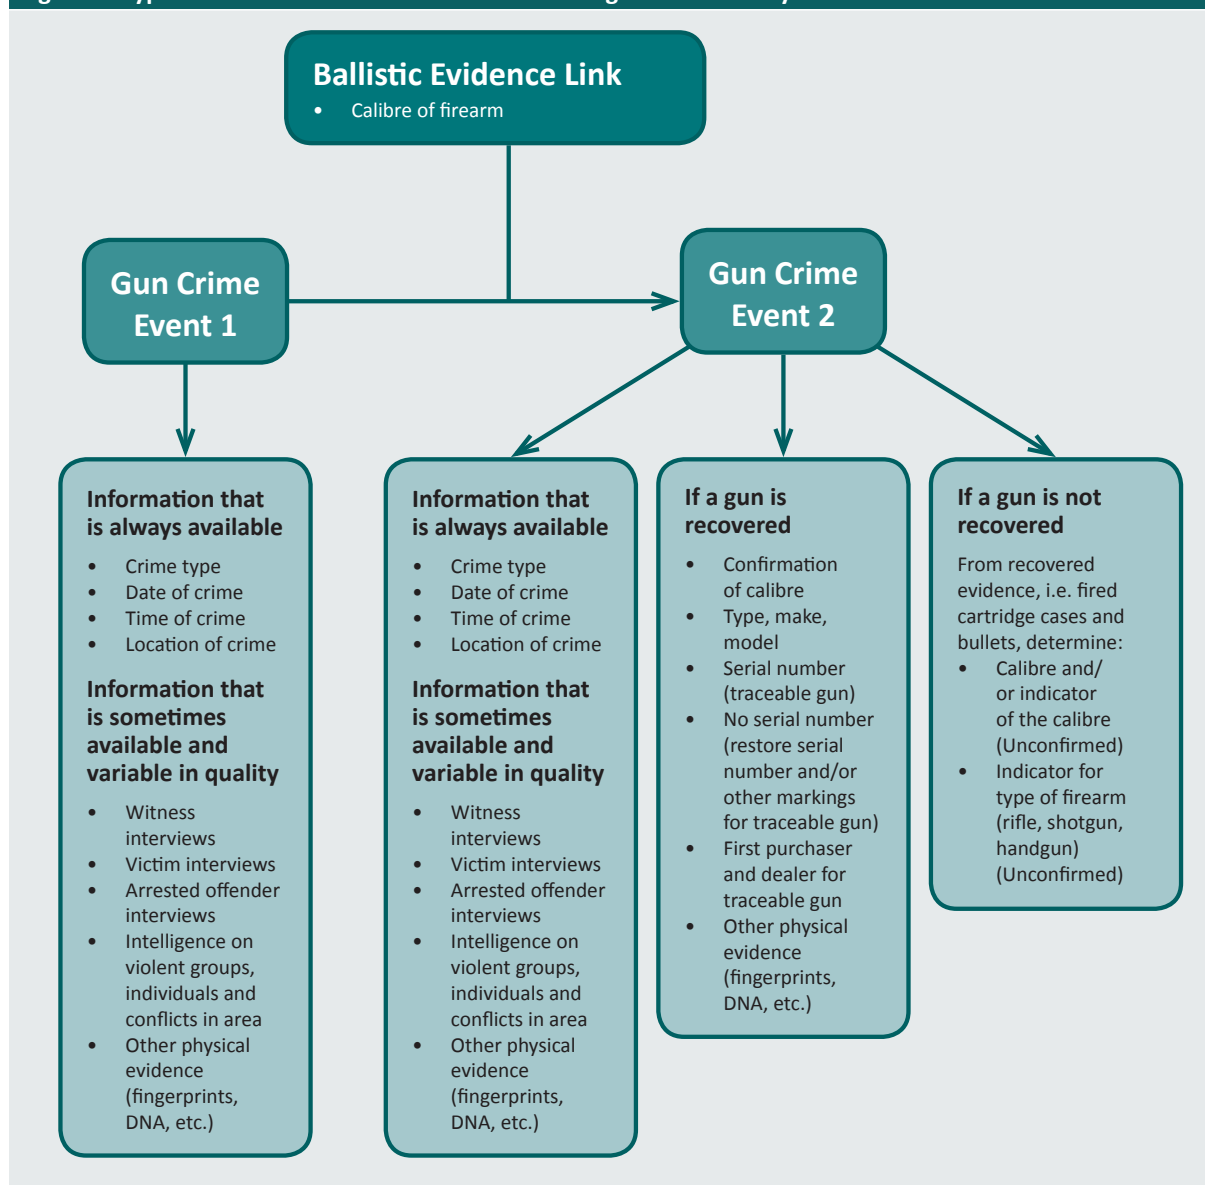 Ballistic Evidence Link
• Calibre of firearm
Gun Crime
Event 1
Gun Crime
Event 2
Information that
is always available
• Crime type
• Date of crime
• Time of crime
• Location of crime
Information that
is sometimes
available and
variable in quality
• Witness
interviews
• Victim interviews
• Arrested offender
interviews
• Intelligence on
violent groups,
individuals and
conflicts in area
• Other physical
evidence
(fingerprints,
DNA, etc.)
Information that
is always available
• Crime type
• Date of crime
• Time of crime
• Location of crime
Information that
is sometimes
available and
variable in quality
• Witness
interviews
• Victim interviews
• Arrested offender
interviews
• Intelligence on
violent groups,
individuals and
conflicts in area
• Other physical
evidence
(fingerprints,
DNA, etc.)
If a gun is
recovered
• Confirmation
of calibre
• Type, make,
model
• Serial number
(traceable gun)
• No serial number
(restore serial
number and/or
other markings
for traceable gun)
• First purchaser
and dealer for
traceable gun
• Other physical
evidence
(fingerprints,
DNA, etc.)
If a gun is not
recovered
From recovered
evidence, i.e. fired
cartridge cases and
bullets, determine:
• Calibre and/
or indicator
of the calibre
(Unconfirmed)
• Indicator for
type of firearm
(rifle, shotgun,
handgun)
(Unconfirmed)